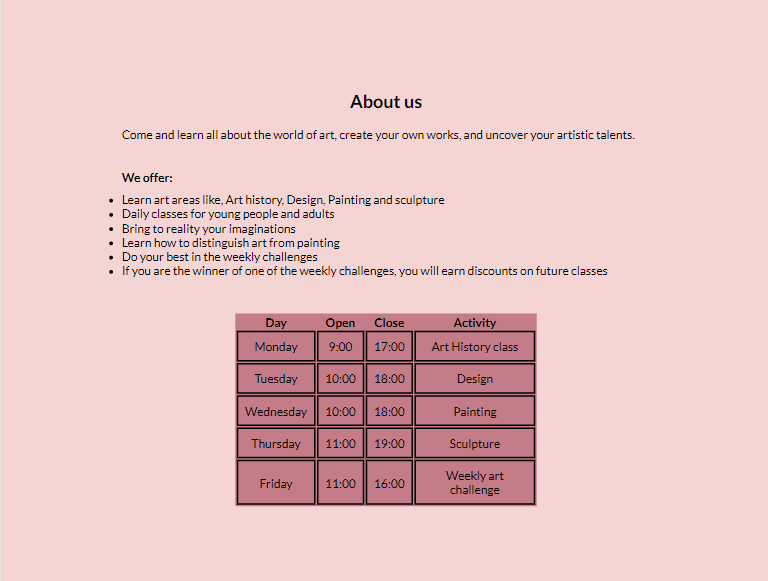 About us
Come and learn all about the world of art, create your own works, and uncover your artistic talents.
We offer:
• Learn art areas like, Art history, Design, Painting and sculpture
• Daily classes for young people and adults
• Bring to reality your imaginations
• Learn how to distinguish art from painting
• Do your best in the weekly challenges
• If you are the winner of one of the weekly challenges, you will earn discounts on future classes
Day Open Close Activity
Monday 9:00 17:00 Art History class
Tuesday 10:00 18:00 Design
Wednesday 10:00 18:00 Painting
Thursday 11:00 19:00 Sculpture
Friday 11:00 16:00 Weekly art
challenge